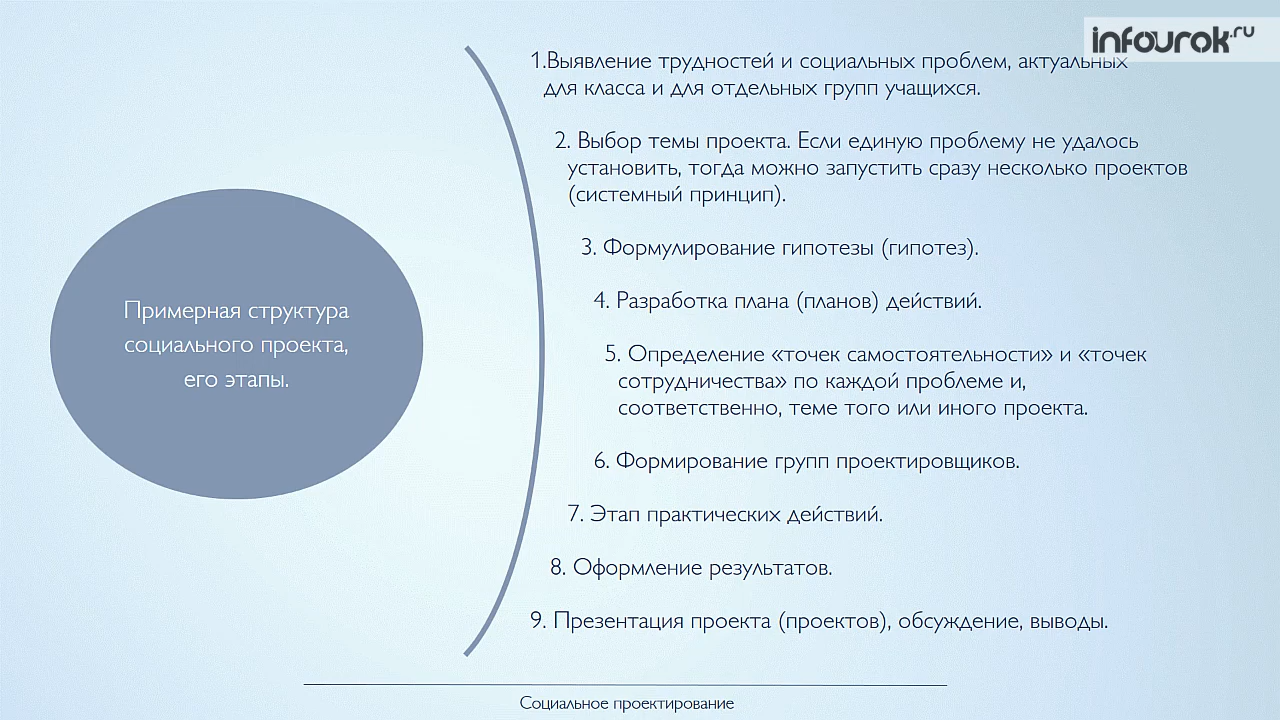 infourok.ru
1.Выявление трудностей и социальных проблем, актуальных
для класса и для отдельных групп учащихся.
2. Выбор темы проекта. Если единую проблему не удалось
установить, тогда можно запустить сразу несколько проектов
(системный принцип).
3. Формулирование гипотезы (гипотез).
Примерная структура
социального проекта,
его этапы.
4. Разработка плана (планов) действий.
5. Определение «точек самостоятельности» и «точек
сотрудничества» по каждой проблеме и,
соответственно, теме того или иного проекта.
6. Формирование групп проектировщиков.
7. Этап практических действий.
8. Оформление результатов.
9. Презентация проекта (проектов), обсуждение, выводы.
Социальное проектирование